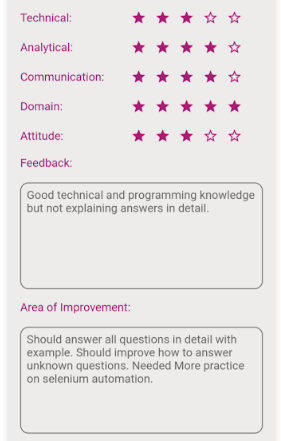 Technical:
Analytical:
Communication:
Domain:
Attitude:
Feedback:
Good technical and programming knowledge
but not explaining answers in detail.
Area of Improvement:
Should answer all questions in detail with
example. Should improve how to answer
unknown questions. Needed More practice
on selenium automation.